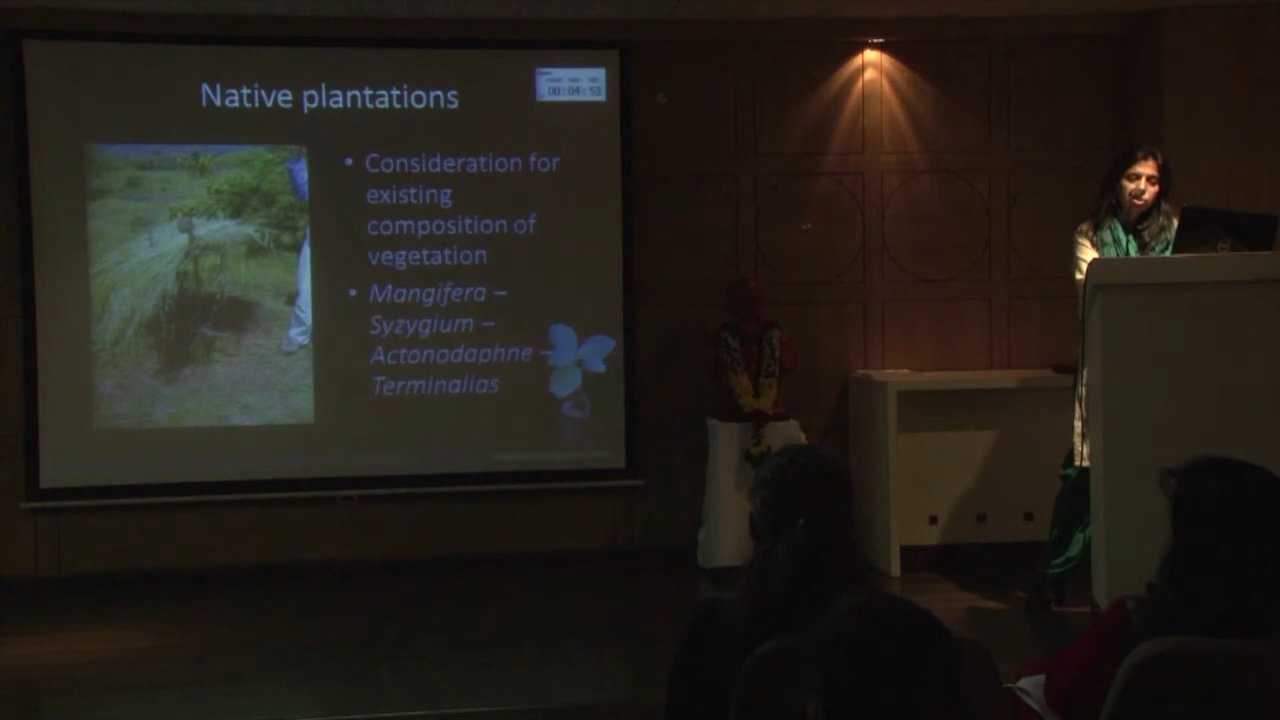 Native plantations
00:04:52
• Consideration for
existing
composition of
vegetation
• Mangifera –
Syzygium –
Actonodaphne –
Terminalias